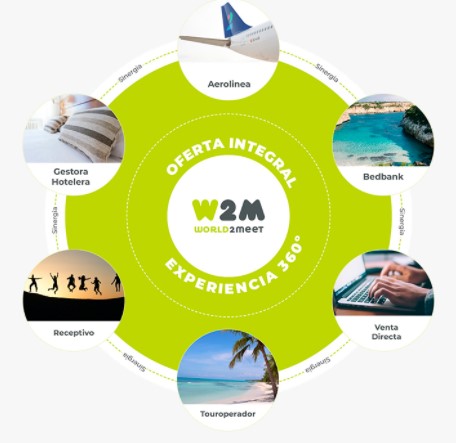 Aerolinea
Sinergia
Sinergia
Gestora
Hotelera
Bedbank
OFERTA INTEGRAL
W2M
WORLD2MEET
EXPERIENCIA 360°
Sinergia
Sinergia
Receptivo
Venta
Directa
Sinergia
Sinergia
Touroperador